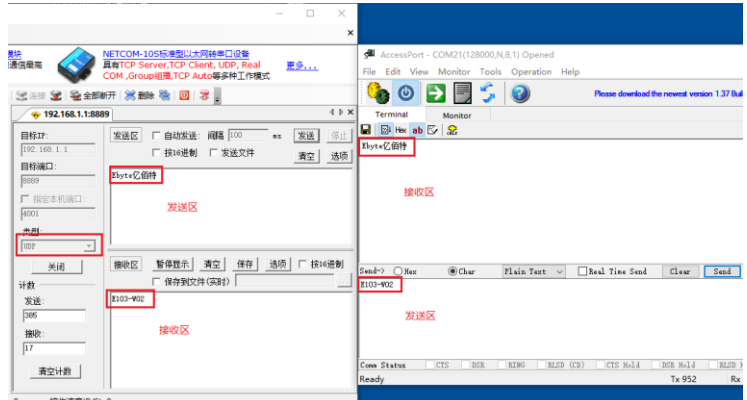 ×
模块
通信最高
NETCOM-10S标准型以太网转串口设备
具有TCP Server,TCP Client, UDP, Real
COM ,Group组播,TCP Auto等多种工作模式
更多...
连接
全部断开
删除
192.168.1.1:8889
目标IP:
192.168.1.1
目标端口:
8889
指定本机端口:
4001
类型:
UDP
关闭
计数
发送:
385
接收:
17
清空计数
发送区
自动发送:
间隔
100
ms
发送
停止
按16进制
发送文件
清空
选项
Ebyte亿佰特
发送区
接收区
暂停显示
清空
保存
选项
按16进制
保存到文件(实时)
E103-W02
接收区
AccessPort - COM21(128000,N,8,1) Opened
File Edit View Monitor Tools Operation Help
Please download the newest version 1.37 Buil
Terminal
Monitor
Hex ab
Ebyte亿佰特
接收区
Send->
Hex
Char
Plain Text
Real Time Send
Clear
Send
E103-W02
发送区
Comm Status
CTS
DSR
RING
RLSD (CD)
CTS Hold
DSR Hold
RLSD H
Ready
Tx 952
Rx